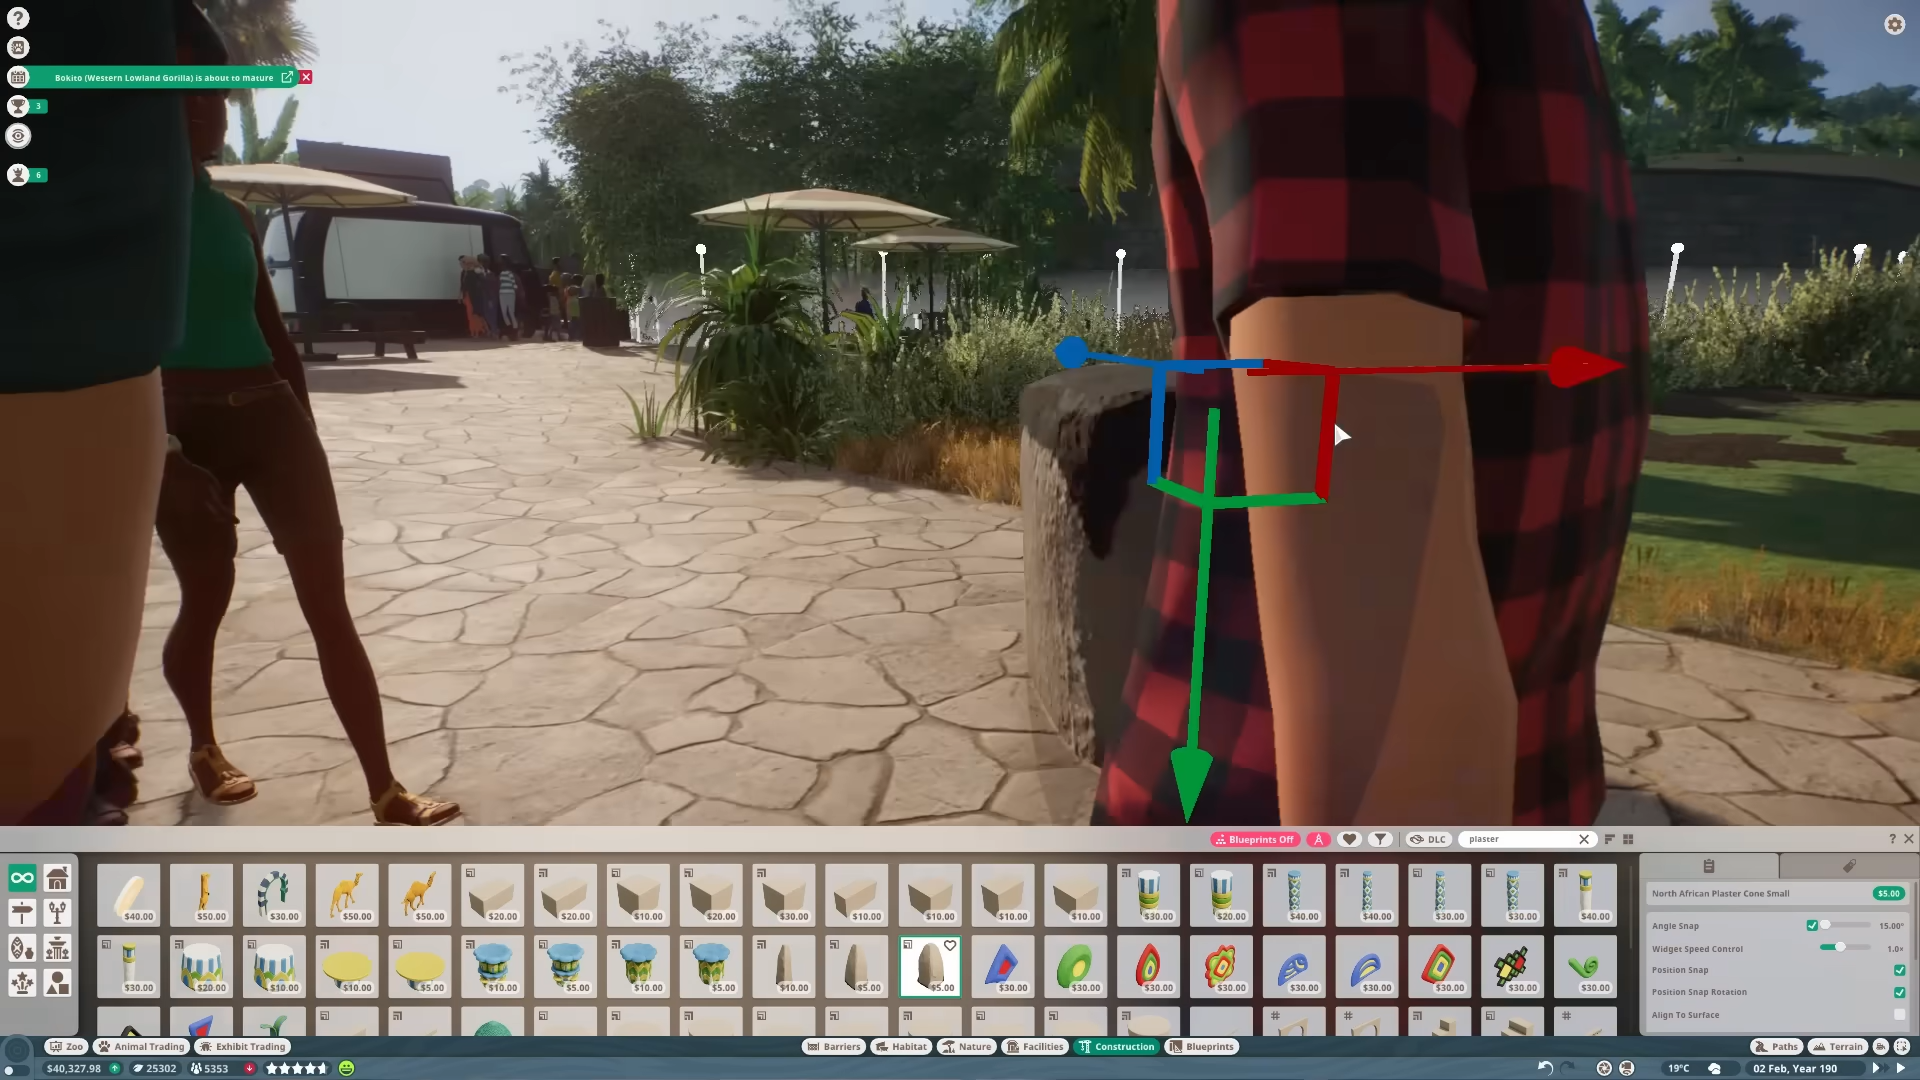 ?
Bokito (Western Lowland Gorilla) is about to mature
3
6
Blueprints Off
DLC
plaster
?
$40.00 $50.00 $30.00 $50.00 $50.00 $20.00 $20.00 $10.00 $20.00 $30.00 $10.00 $10.00 $10.00 $10.00 $30.00 $20.00 $40.00 $40.00 $30.00 $30.00 $40.00
North African Plaster Cone Small $5.00
Angle Snap 15.00°
Widget Speed Control 1.0x
Position Snap
$30.00 $20.00 $10.00 $10.00 $5.00 $10.00 $5.00 $10.00 $5.00 $10.00 $5.00 $5.00 $30.00 $30.00 $30.00 $30.00 $30.00 $30.00 $30.00 $30.00 $30.00
Position Snap Rotation
Align To Surface
Zoo Animal Trading Exhibit Trading Barriers Habitat Nature Facilities Construction Blueprints Paths Terrain
$40,327.98 25302 5353 19°C 02 Feb, Year 190